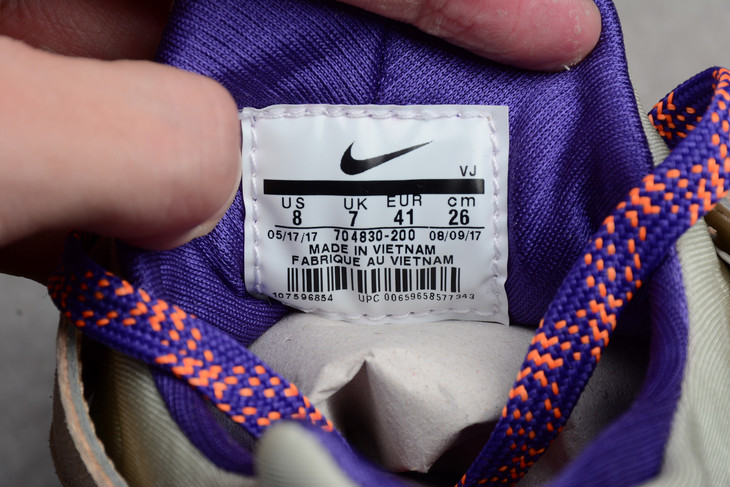 VJ
US UK EUR cm
8 7 41 26
05/17/17 704830-200 08/09/17
MADE IN VIETNAM
FABRIQUE AU VIETNAM
107596854 UPC 00659658577343